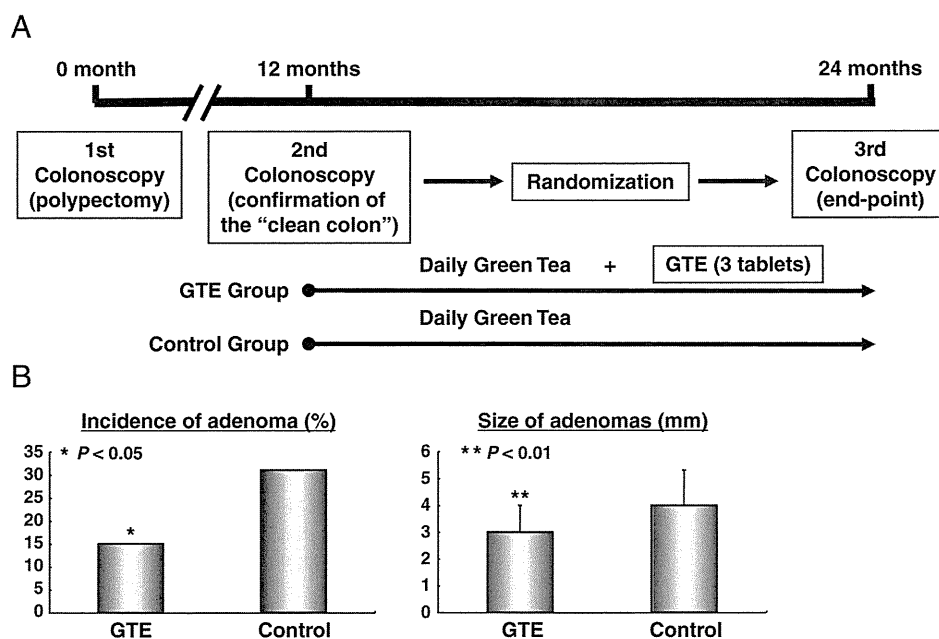 A
0 month
12 months
24 months
1st
Colonoscopy
(polypectomy)
2nd
Colonoscopy
(confirmation of
the “clean colon”)
Randomization
3rd
Colonoscopy
(end-point)
Daily Green Tea + GTE (3 tablets)
GTE Group
Daily Green Tea
Control Group
B
Incidence of adenoma (%)
* P < 0.05
35
30
25
20
15
10
5
0
*
GTE
Control
Size of adenomas (mm)
** P < 0.01
6
5
4
3
2
1
0
**
GTE
Control